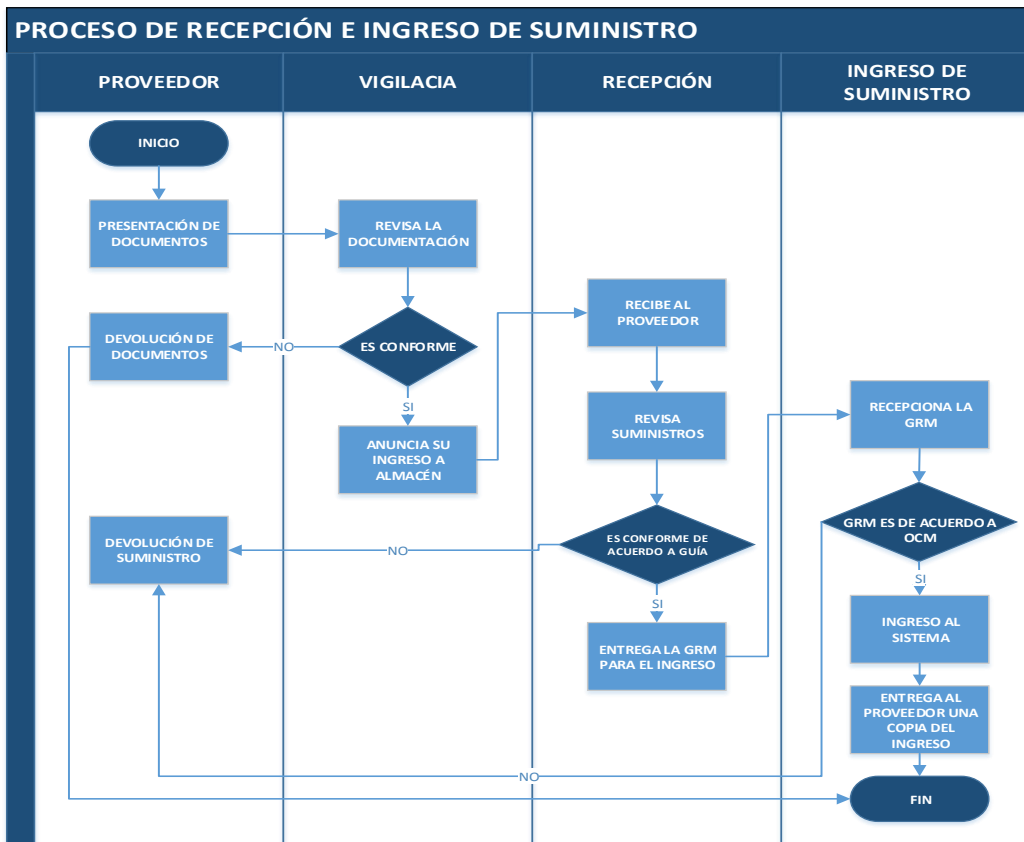 PROCESO DE RECEPCIÓN E INGRESO DE SUMINISTRO
PROVEEDOR
VIGILACIA
RECEPCIÓN
INGRESO DE
SUMINISTRO
INICIO
PRESENTACIÓN DE
DOCUMENTOS
REVISA LA
DOCUMENTACIÓN
DEVOLUCIÓN DE
DOCUMENTOS
NO
ES CONFORME
SI
ANUNCIA SU
INGRESO A
ALMACÉN
RECIBE AL
PROVEEDOR
REVISA
SUMINISTROS
ES CONFORME DE
ACUERDO A GUÍA
NO
DEVOLUCIÓN DE
SUMINISTRO
SI
ENTREGA LA GRM
PARA EL INGRESO
RECEPCIONA LA
GRM
GRM ES DE ACUERDO A
OCM
SI
INGRESO AL
SISTEMA
ENTREGA AL
PROVEEDOR UNA
COPIA DEL
INGRESO
NO
FIN